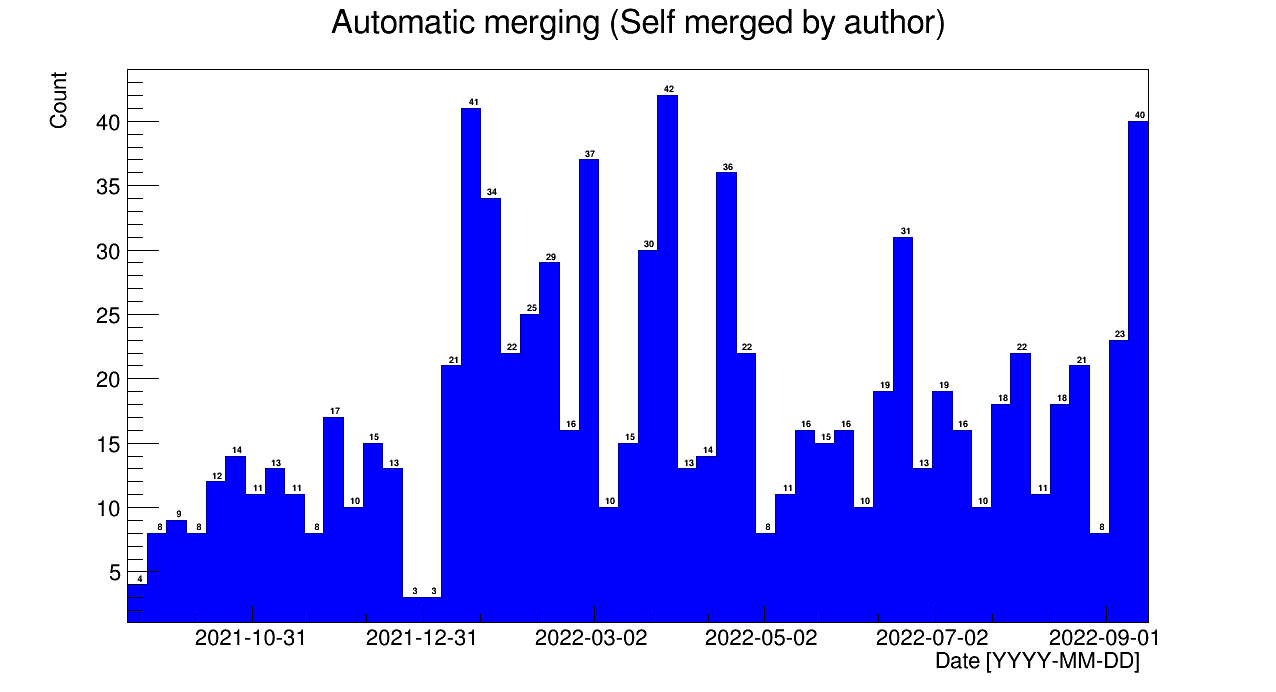 Automatic merging (Self merged by author)
Count
40
35
30
25
20
15
10
5
4 8 9 8 12 14 11 13 11 8 17 10 15 13 3 3 21 41 34 22 25 29 16 37 10 15 30 42 13 14 36 22 8 11 16 15 16 10 19 31 13 19 16 10 18 22 11 18 21 8 23 40
2021-10-31 2021-12-31 2022-03-02 2022-05-02 2022-07-02 2022-09-01
Date [YYYY-MM-DD]